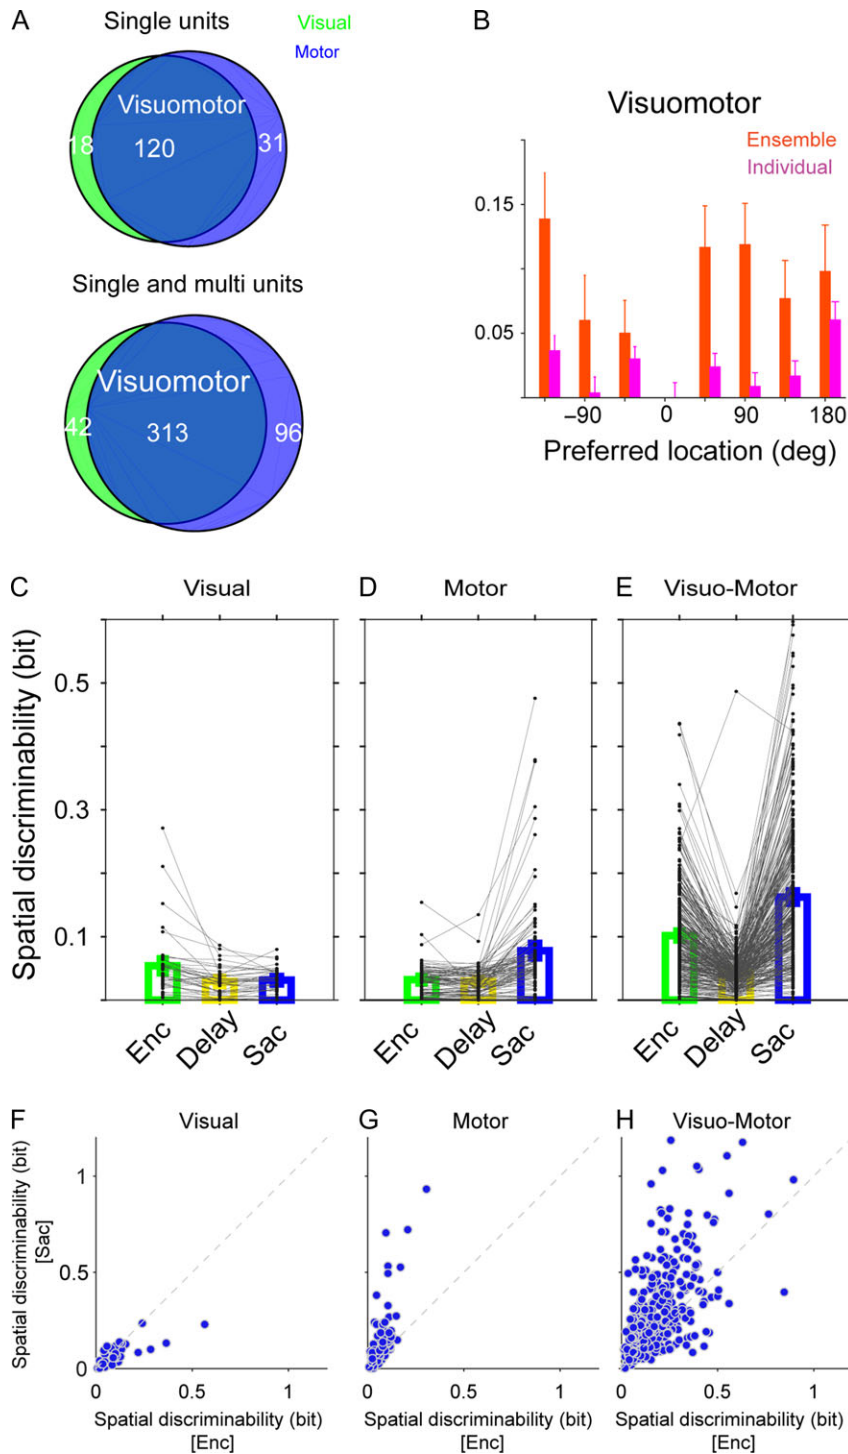 A
Single units
Visual
Motor
Visuomotor
18
120
31
Single and multi units
Visuomotor
42
313
96
B
Visuomotor
Ensemble
Individual
0.15
0.05
−90
0
90
180
Preferred location (deg)
C
Visual
D
Motor
E
Visuo-Motor
Spatial discriminability (bit)
0.5
0.3
0.1
Enc
Delay
Sac
Enc
Delay
Sac
Enc
Delay
Sac
F
Visual
G
Motor
H
Visuo-Motor
Spatial discriminability (bit)
[Sac]
1
0.5
0
0
0.5
1
0
0.5
1
0
0.5
1
Spatial discriminability (bit)
[Enc]
Spatial discriminability (bit)
[Enc]
Spatial discriminability (bit)
[Enc]